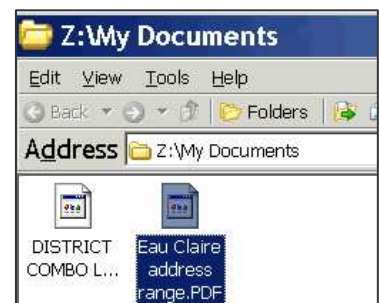 Z:\My Documents
Edit View Tools Help
Back Folders
Address Z:\My Documents
DISTRICT
COMBO L...
Eau Claire
address
range.PDF